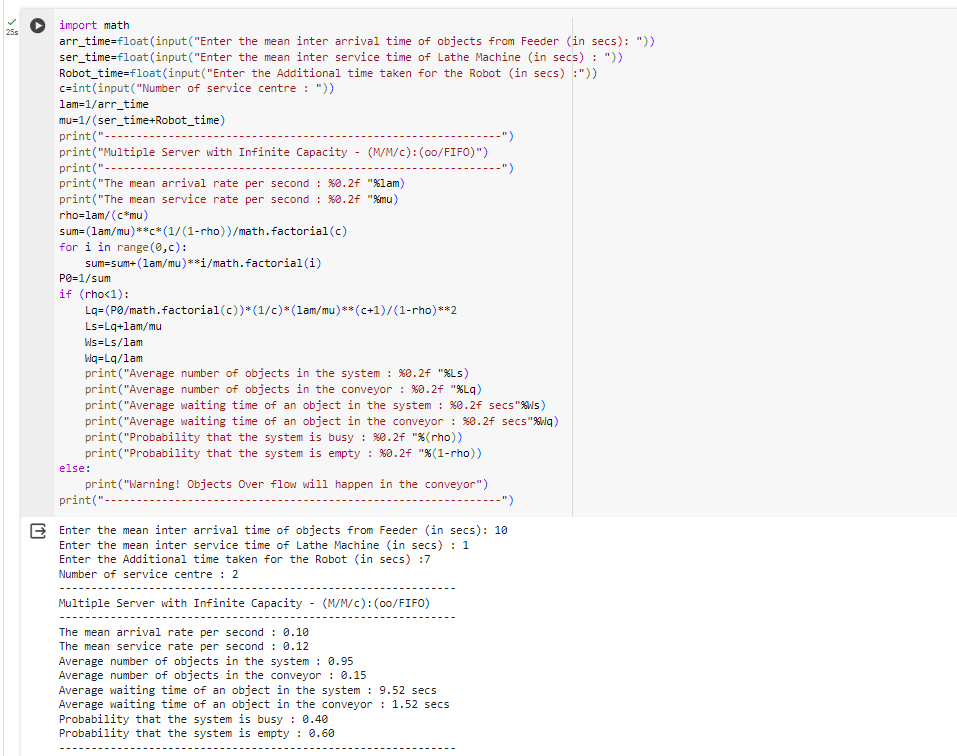 25s
import math
arr_time=float(input("Enter the mean inter arrival time of objects from Feeder (in secs): "))
ser_time=float(input("Enter the mean inter service time of Lathe Machine (in secs) : "))
Robot_time=float(input("Enter the Additional time taken for the Robot (in secs) :"))
c=int(input("Number of service centre : "))
lam=1/arr_time
mu=1/(ser_time+Robot_time)
print("--------------------------------------------------------------")
print("Multiple Server with Infinite Capacity - (M/M/c):(oo/FIFO)")
print("--------------------------------------------------------------")
print("The mean arrival rate per second : %0.2f "%lam)
print("The mean service rate per second : %0.2f "%mu)
rho=lam/(c*mu)
sum=(lam/mu)**c*(1/(1-rho))/math.factorial(c)
for i in range(0,c):
    sum=sum+(lam/mu)**i/math.factorial(i)
P0=1/sum
if (rho<1):
    Lq=(P0/math.factorial(c))*(1/c)*(lam/mu)**(c+1)/(1-rho)**2
    Ls=Lq+lam/mu
    Ws=Ls/lam
    Wq=Lq/lam
    print("Average number of objects in the system : %0.2f "%Ls)
    print("Average number of objects in the conveyor : %0.2f "%Lq)
    print("Average waiting time of an object in the system : %0.2f secs"%Ws)
    print("Average waiting time of an object in the conveyor : %0.2f secs"%Wq)
    print("Probability that the system is busy : %0.2f "%(rho))
    print("Probability that the system is empty : %0.2f "%(1-rho))
else:
    print("Warning! Objects Over flow will happen in the conveyor")
print("--------------------------------------------------------------")
Enter the mean inter arrival time of objects from Feeder (in secs): 10
Enter the mean inter service time of Lathe Machine (in secs) : 1
Enter the Additional time taken for the Robot (in secs) :7
Number of service centre : 2
--------------------------------------------------------------
Multiple Server with Infinite Capacity - (M/M/c):(oo/FIFO)
--------------------------------------------------------------
The mean arrival rate per second : 0.10
The mean service rate per second : 0.12
Average number of objects in the system : 0.95
Average number of objects in the conveyor : 0.15
Average waiting time of an object in the system : 9.52 secs
Average waiting time of an object in the conveyor : 1.52 secs
Probability that the system is busy : 0.40
Probability that the system is empty : 0.60
--------------------------------------------------------------